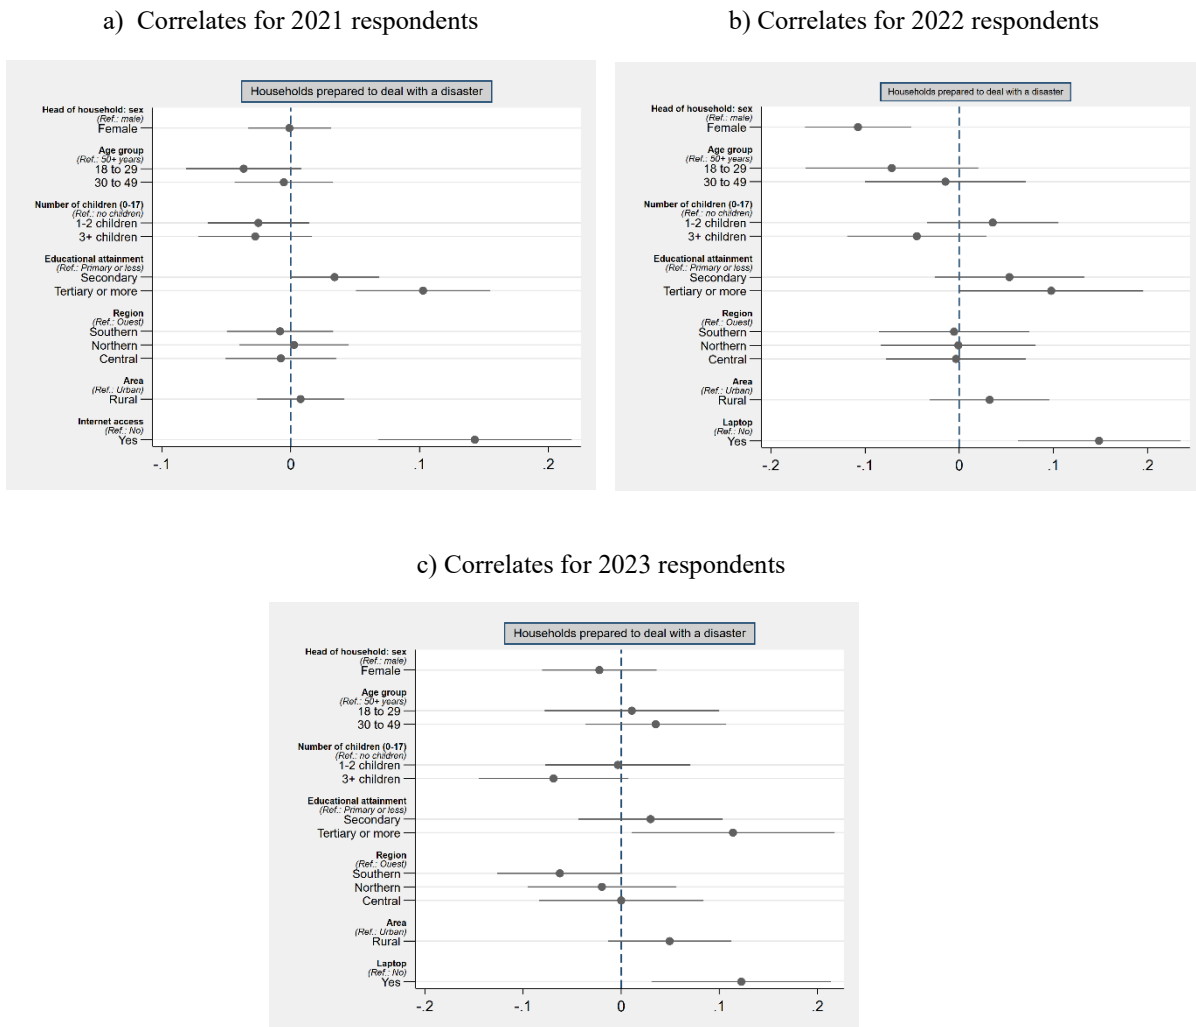 a) Correlates for 2021 respondents
Households prepared to deal with a disaster
Head of household: sex
(Ref.: male)
Female
Age group
(Ref.: 50+ years)
18 to 29
30 to 49
Number of children (0-17)
(Ref.: no children)
1-2 children
3+ children
Educational attainment
(Ref.: Primary or less)
Secondary
Tertiary or more
Region
(Ref.: Ouest)
Southern
Northern
Central
Area
(Ref.: Urban)
Rural
Internet access
(Ref.: No)
Yes
-.1 0 .1 .2
b) Correlates for 2022 respondents
Households prepared to deal with a disaster
Head of household: sex
(Ref.: male)
Female
Age group
(Ref.: 50+ years)
18 to 29
30 to 49
Number of children (0-17)
(Ref.: no children)
1-2 children
3+ children
Educational attainment
(Ref.: Primary or less)
Secondary
Tertiary or more
Region
(Ref.: Ouest)
Southern
Northern
Central
Area
(Ref.: Urban)
Rural
Laptop
(Ref.: No)
Yes
-.2 -.1 0 .1 .2
c) Correlates for 2023 respondents
Households prepared to deal with a disaster
Head of household: sex
(Ref.: male)
Female
Age group
(Ref.: 50+ years)
18 to 29
30 to 49
Number of children (0-17)
(Ref.: no children)
1-2 children
3+ children
Educational attainment
(Ref.: Primary or less)
Secondary
Tertiary or more
Region
(Ref.: Ouest)
Southern
Northern
Central
Area
(Ref.: Urban)
Rural
Laptop
(Ref.: No)
Yes
-.2 -.1 0 .1 .2